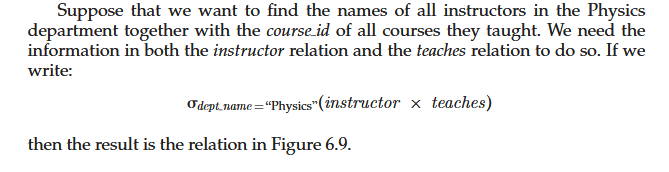 Suppose that we want to find the names of all instructors in the Physics
department together with the course_id of all courses they taught. We need the
information in both the instructor relation and the teaches relation to do so. If we
write:
σdept_name=“Physics”(instructor × teaches)
then the result is the relation in Figure 6.9.